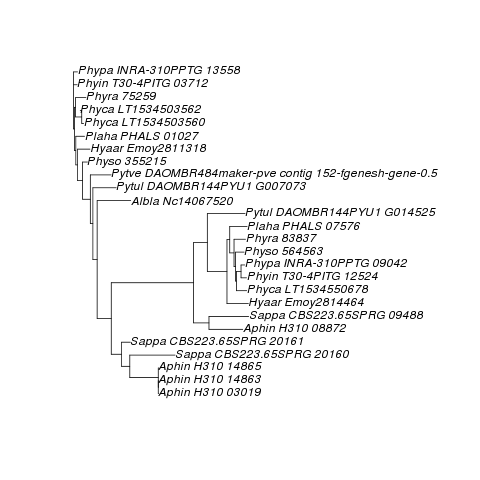 Phypa INRA-310PPTG 13558
Phyin T30-4PITG 03712
Phyra 75259
Phyca LT1534503562
Phyca LT1534503560
Plaha PHALS 01027
Hyaar Emoy2811318
Physo 355215
Pytve DAOMBR484maker-pve contig 152-fgenesh-gene-0.5
Pytul DAOMBR144PYU1 G007073
Albla Nc14067520
Pytul DAOMBR144PYU1 G014525
Plaha PHALS 07576
Phyra 83837
Physo 564563
Phypa INRA-310PPTG 09042
Phyin T30-4PITG 12524
Phyca LT1534550678
Hyaar Emoy2814464
Sappa CBS223.65SPRG 09488
Aphin H310 08872
Sappa CBS223.65SPRG 20161
Sappa CBS223.65SPRG 20160
Aphin H310 14865
Aphin H310 14863
Aphin H310 03019